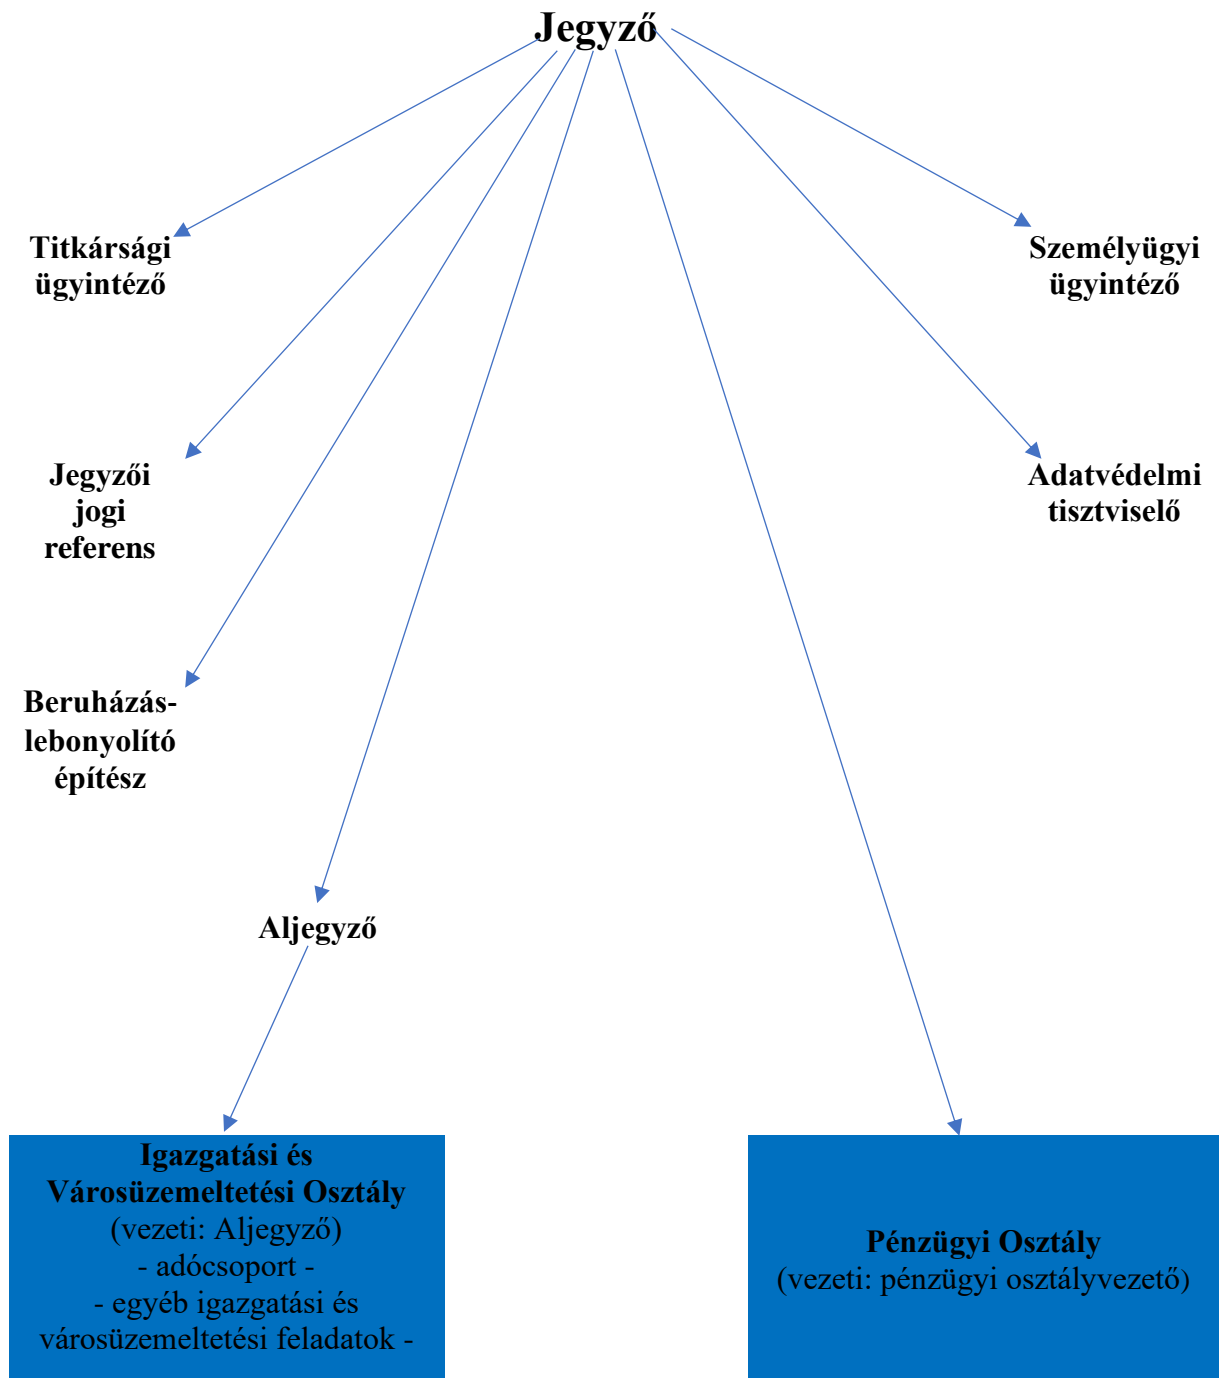 Jegyző
Titkársági
ügyintéző
Személyügyi
ügyintéző
Jegyzői
jogi
referens
Adatvédelmi
tisztviselő
Beruházás-
lebonyolító
építész
Aljegyző
Igazgatási és
Városüzemeltetési Osztály
(vezeti: Aljegyző)
- adócsoport -
- egyéb igazgatási és
városüzemeltetési feladatok -
Pénzügyi Osztály
(vezeti: pénzügyi osztályvezető)